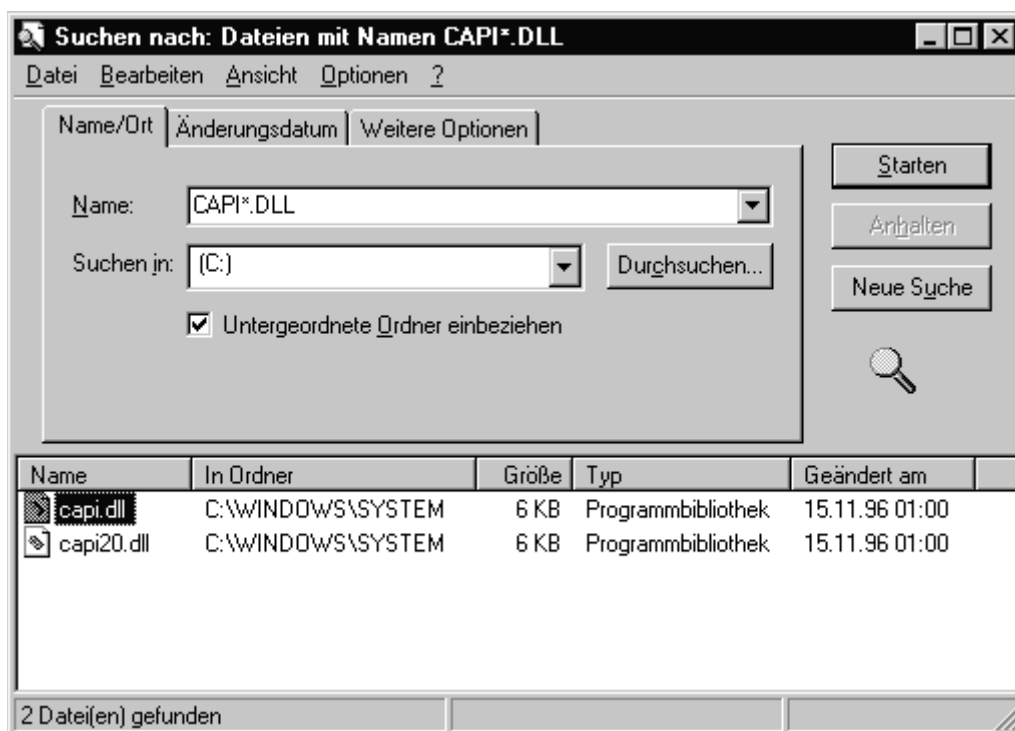 Suchen nach: Dateien mit Namen CAPI*.DLL
Datei Bearbeiten Ansicht Optionen ?
Name/Ort Änderungsdatum Weitere Optionen
Starten
Name: CAPI*.DLL
Anhalten
Suchen in: (C:) Durchsuchen...
Neue Suche
Untergeordnete Ordner einbeziehen
Name In Ordner Größe Typ Geändert am
capi.dll C:\WINDOWS\SYSTEM 6 KB Programmbibliothek 15.11.96 01:00
capi20.dll C:\WINDOWS\SYSTEM 6 KB Programmbibliothek 15.11.96 01:00
2 Datei(en) gefunden